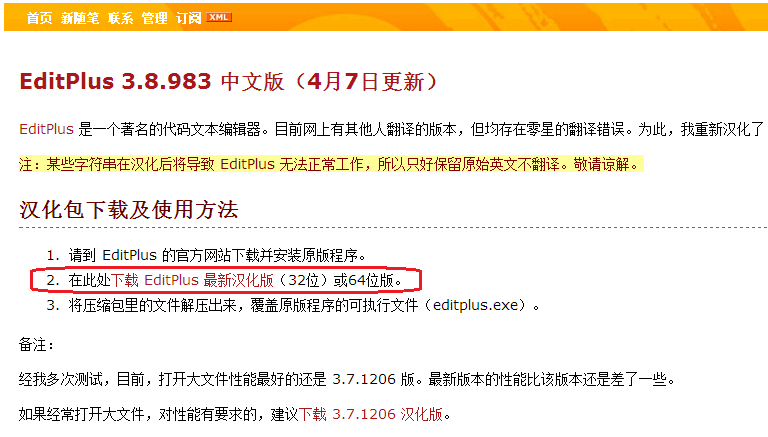 首页 新随笔 联系 管理 订阅 XML
EditPlus 3.8.983 中文版（4月7日更新）
EditPlus 是一个著名的代码文本编辑器。目前网上有其他人翻译的版本，但均存在零星的翻译错误。为此，我重新汉化了
注：某些字符串在汉化后将导致 EditPlus 无法正常工作，所以只好保留原始英文不翻译。敬请谅解。
汉化包下载及使用方法
1. 请到 EditPlus 的官方网站下载并安装原版程序。
2. 在此处下载 EditPlus 最新汉化版（32位）或64位版。
3. 将压缩包里的文件解压出来，覆盖原版程序的可执行文件（editplus.exe）。
备注：
经我多次测试，目前，打开大文件性能最好的还是 3.7.1206 版。最新版本的性能比该版本还是差了一些。
如果经常打开大文件，对性能有要求的，建议下载 3.7.1206 汉化版。